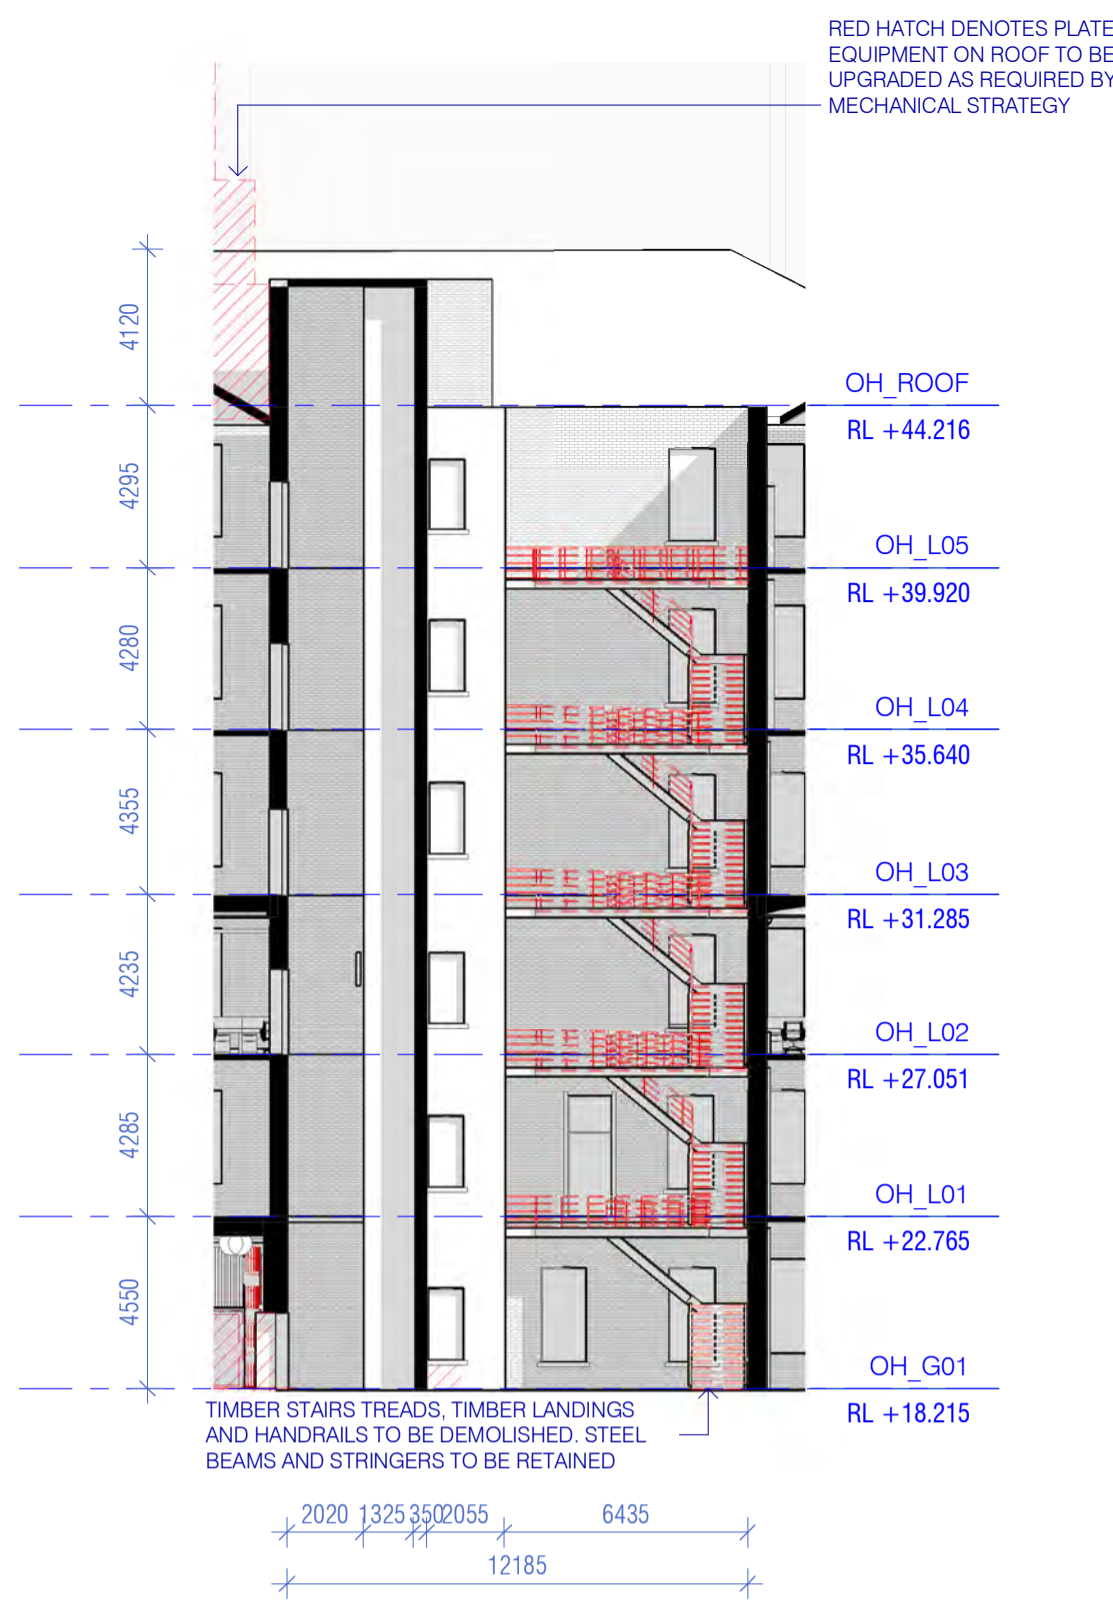 RED HATCH DENOTES PLATE
EQUIPMENT ON ROOF TO BE
UPGRADED AS REQUIRED BY
MECHANICAL STRATEGY
4120
OH_ROOF
RL +44.216
4295
OH_L05
RL +39.920
4280
OH_L04
RL +35.640
4355
OH_L03
RL +31.285
4235
OH_L02
RL +27.051
4285
OH_L01
RL +22.765
4550
OH_G01
RL +18.215
TIMBER STAIRS TREADS, TIMBER LANDINGS
AND HANDRAILS TO BE DEMOLISHED. STEEL
BEAMS AND STRINGERS TO BE RETAINED
2020 1325 350 2055 6435
12185